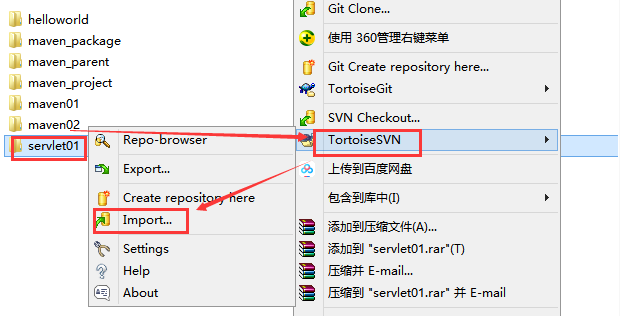 helloworld
maven_package
maven_parent
maven_project
maven01
maven02
servlet01
Repo-browser
Export...
Create repository here
Import...
Settings
Help
About
Git Clone...
使用 360管理右键菜单
Git Create repository here...
TortoiseGit
SVN Checkout...
TortoiseSVN
上传到百度网盘
包含到库中(I)
添加到压缩文件(A)...
添加到 "servlet01.rar"(T)
压缩并 E-mail...
压缩到 "servlet01.rar" 并 E-mail